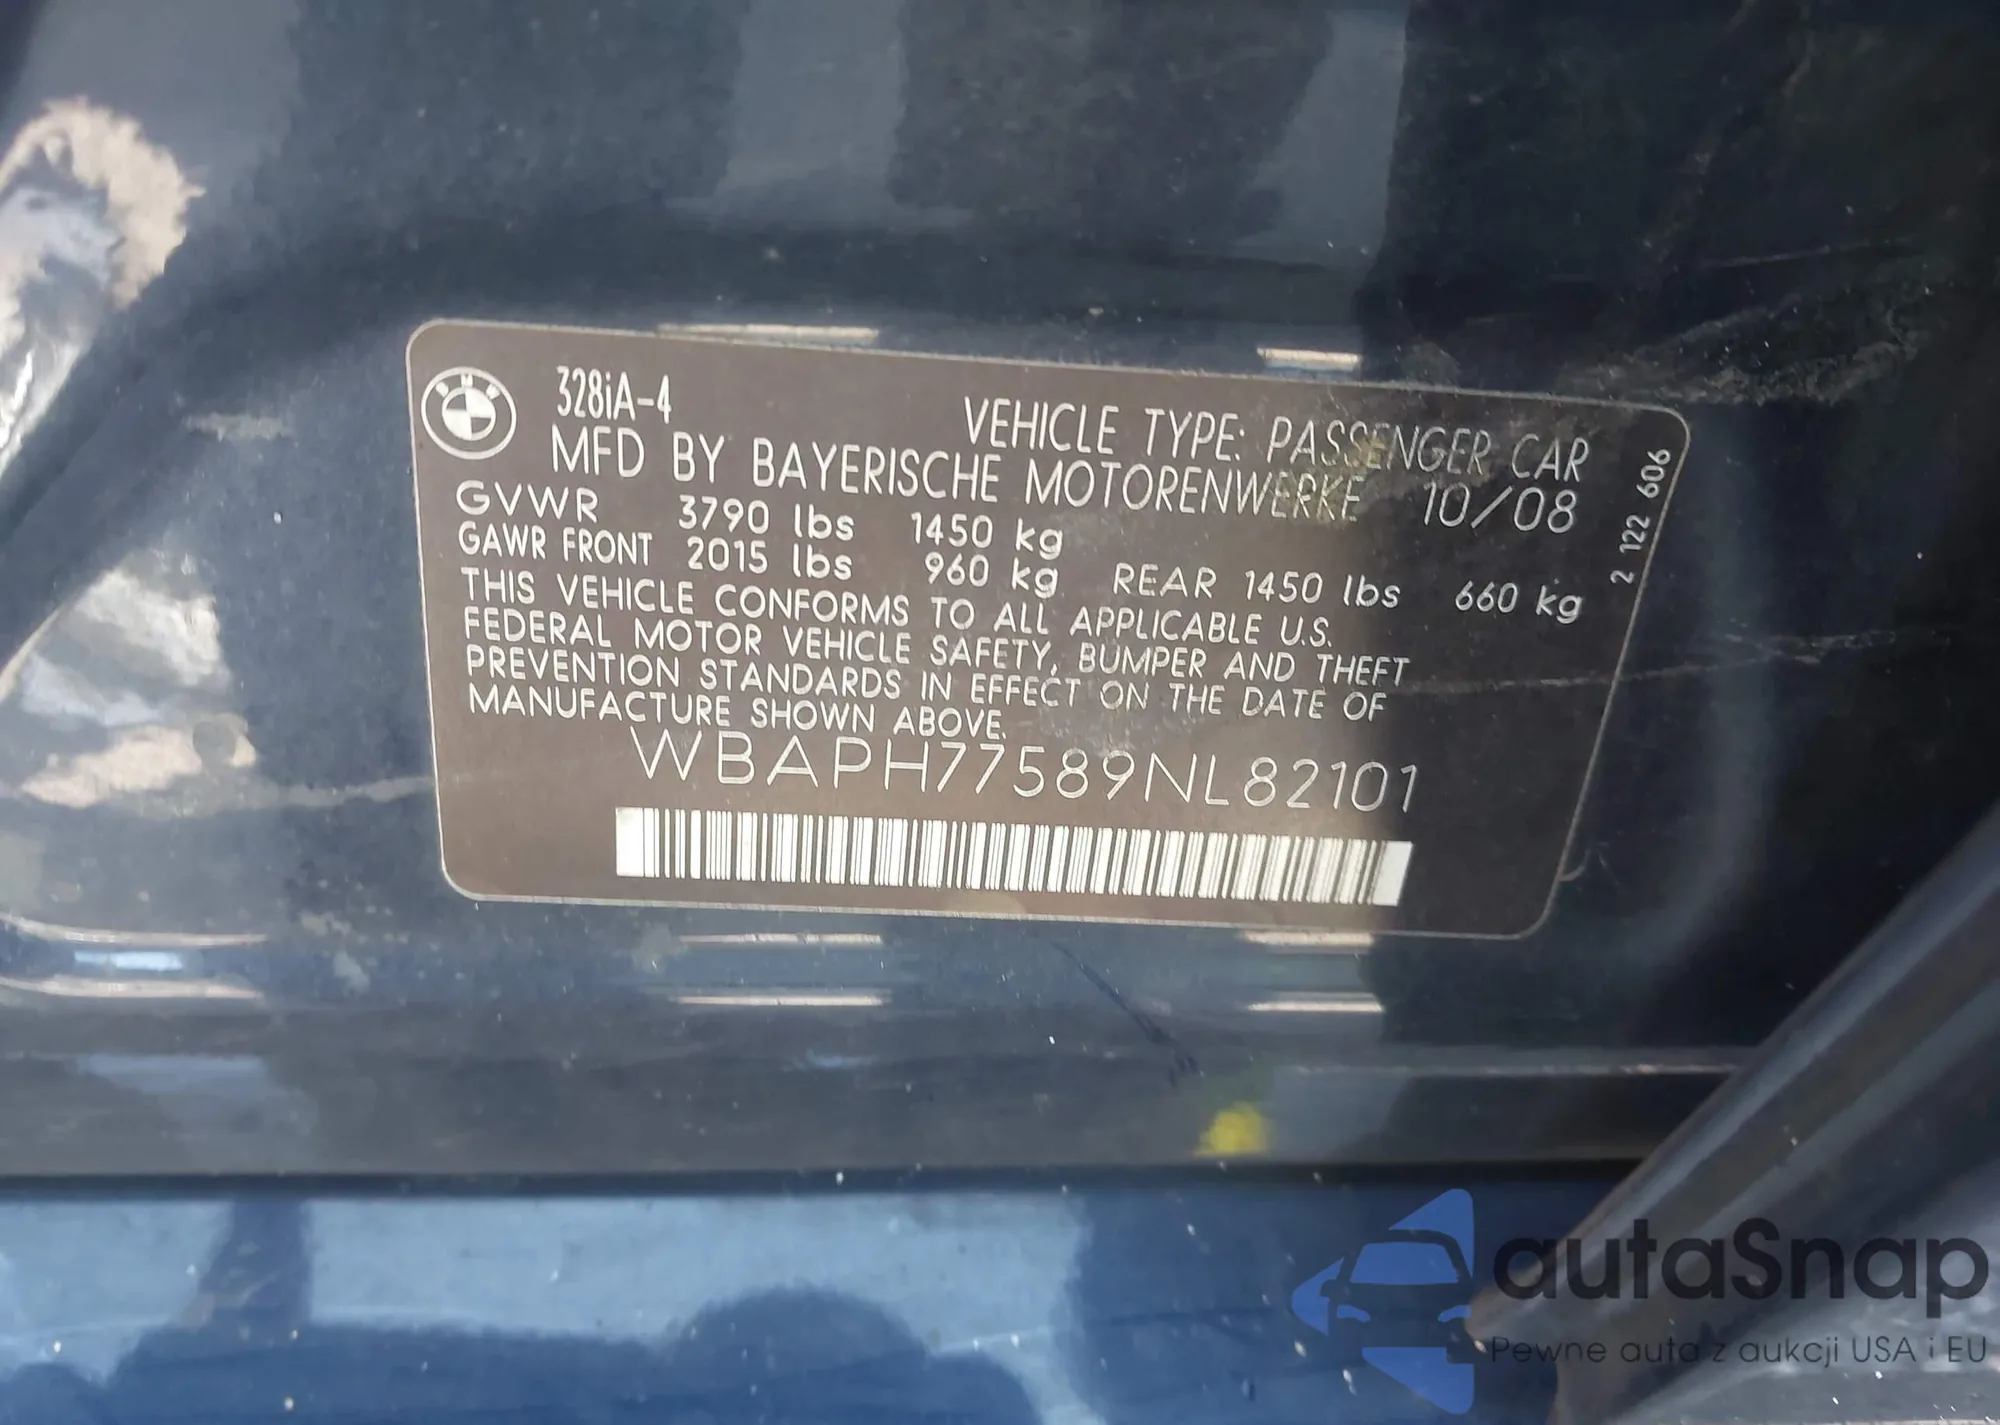 BMW
328iA-4
VEHICLE TYPE: PASSENGER CAR
MFD BY BAYERISCHE MOTORENWERKE 10/08
GVWR 3790 lbs 1450 kg
GAWR FRONT 2015 lbs 960 kg REAR 1450 lbs 660 kg
THIS VEHICLE CONFORMS TO ALL APPLICABLE U.S.
FEDERAL MOTOR VEHICLE SAFETY, BUMPER AND THEFT
PREVENTION STANDARDS IN EFFECT ON THE DATE OF
MANUFACTURE SHOWN ABOVE.
WBAPH77589NL82101
2 122 606
autaSnap
Pewne auta z aukcji USA i EU